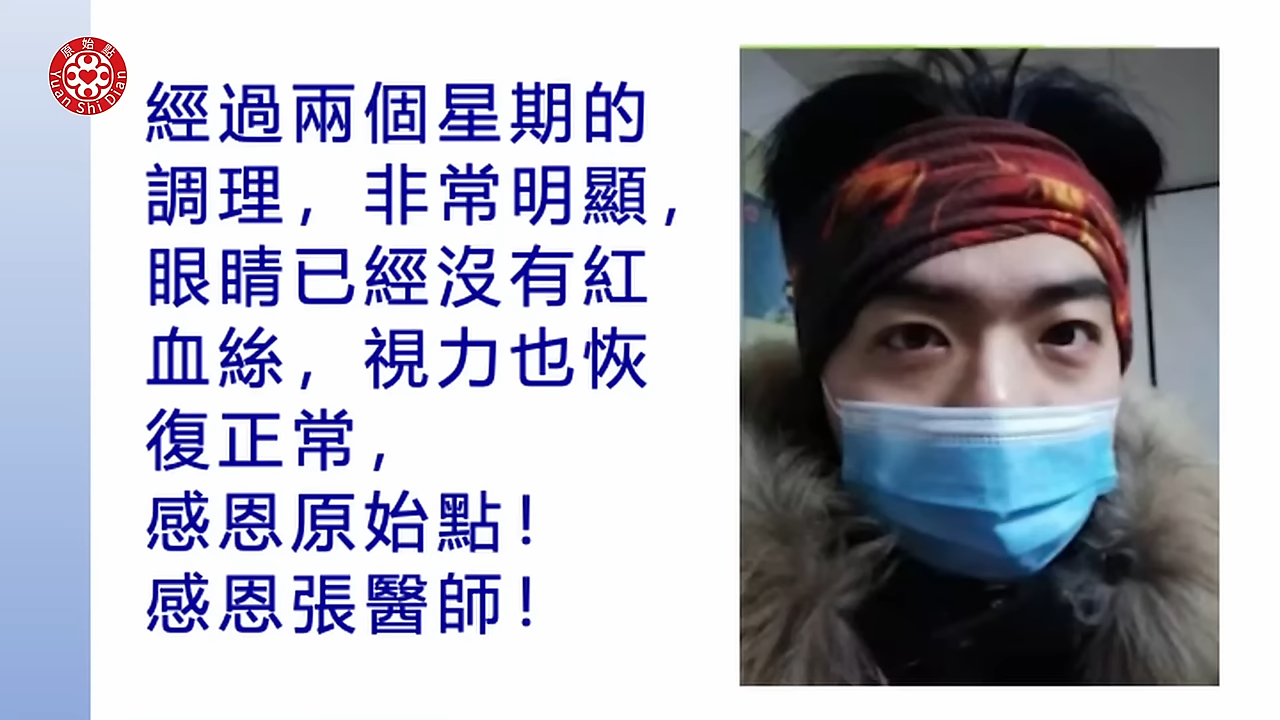 原始點
Yuan Shi Dian
經過兩個星期的
調理，非常明顯，
眼睛已經沒有紅
血絲，視力也恢
復正常，
感恩原始點！
感恩張醫師！